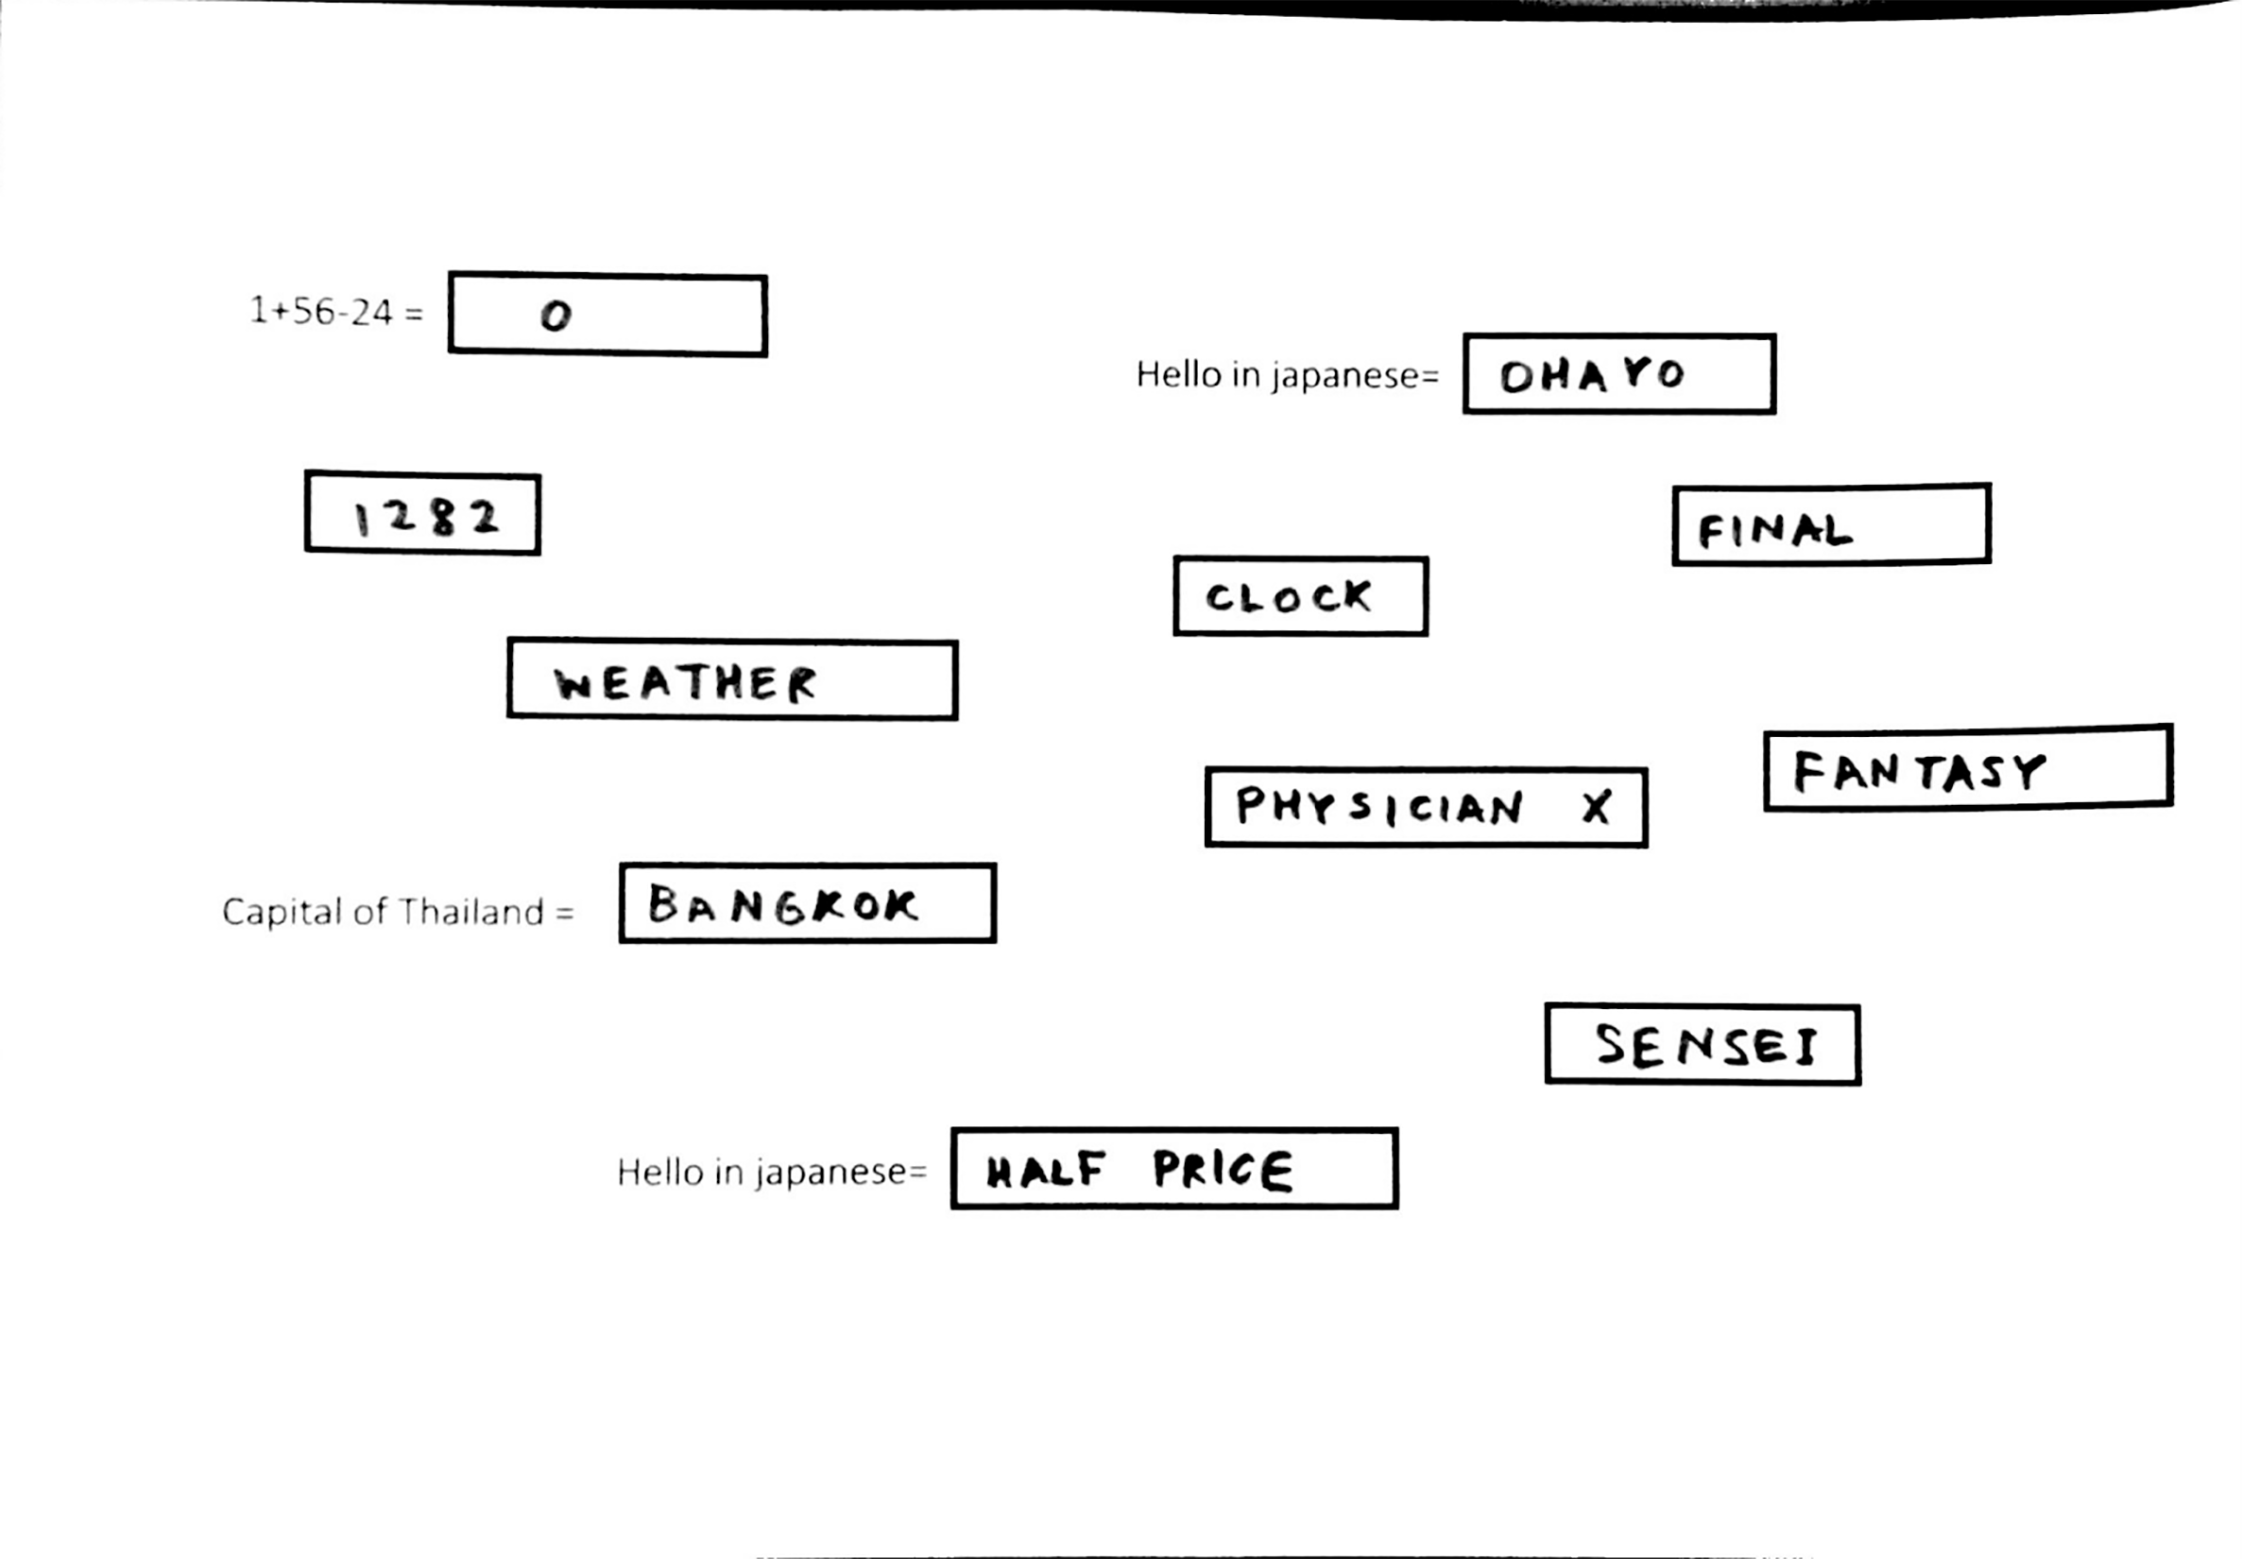 1+56-24 = 0
Hello in japanese= OHAYO
1282
FINAL
CLOCK
WEATHER
FANTASY
PHYSICIAN X
Capital of Thailand = BANGKOK
SENSEI
Hello in japanese= HALF PRICE